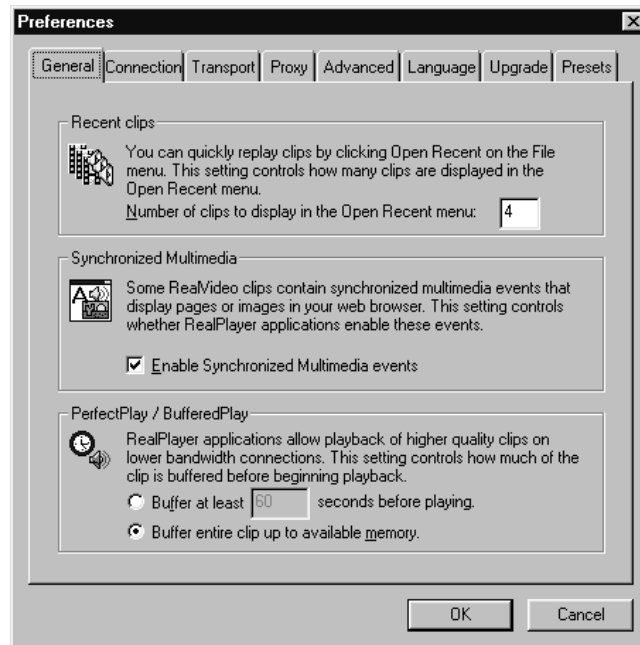 Preferences
General Connection Transport Proxy Advanced Language Upgrade Presets
Recent clips
You can quickly replay clips by clicking Open Recent on the File
menu. This setting controls how many clips are displayed in the
Open Recent menu.
Number of clips to display in the Open Recent menu: 4
Synchronized Multimedia
Some RealVideo clips contain synchronized multimedia events that
display pages or images in your web browser. This setting controls
whether RealPlayer applications enable these events.
Enable Synchronized Multimedia events
PerfectPlay / BufferedPlay
RealPlayer applications allow playback of higher quality clips on
lower bandwidth connections. This setting controls how much of the
clip is buffered before beginning playback.
Buffer at least 60 seconds before playing.
Buffer entire clip up to available memory.
OK Cancel